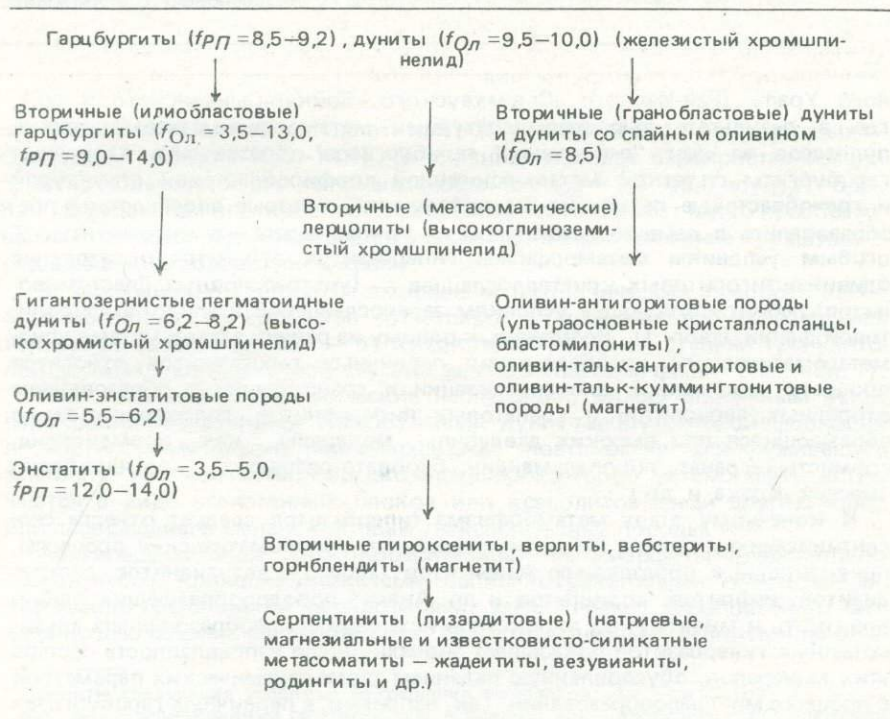 Гарцбургиты (fРП=8,5–9,2), дуниты (fОл=9,5–10,0) (железистый хромшпи-
нелид)
Вторичные (идиобластовые)
гарцбургиты (fОл = 3,5–13,0,
fРП = 9,0–14,0)
Вторичные (гранобластовые) дуниты
и дуниты со сталактитовым оливином
(fОл = 8,5)
Вторичные (метасоматические)
лерцолиты (высокоглиноземи-
стый хромшпинелид)
Гигантозернистые пегматоидные
дуниты (fОл = 6,2–8,2) (высо-
кохромистый хромшпинелид)
Оливин-антигоритовые породы
(ультраосновные кристаллосланцы,
бластомилониты),
оливин-тальк-антигоритовые и
оливин-тальк-куммингтонитовые
породы (магнетит)
Оливин-энстатитовые породы
(fОл = 5,5–6,2)
Энстатиты (fОл = 3,5–5,0,
fРП = 12,0–14,0)
Вторичные пироксениты, верлиты, вебстериты,
горнблендиты (магнетит)
Серпентиниты (лизардитовые) (натриевые,
магнезиальные и известковые силикатные
метасоматиты — жадеититы, везувианиты,
родингиты и др.)